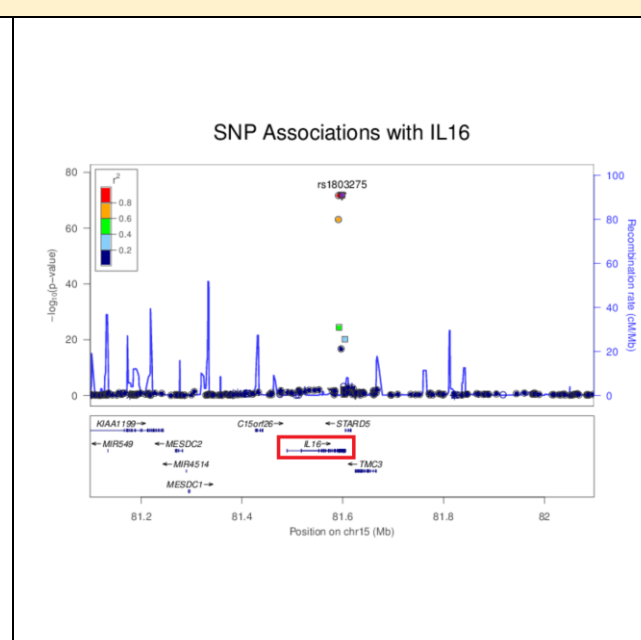 SNP Associations with IL16
rs1803275
r²
0.8
0.6
0.4
0.2
80
60
40
20
0
−log₁₀(p−value)
100
80
60
40
20
0
Recombination rate (cM/Mb)
KIAA1199→
C15orf26→
←STARD5
←MIR549
←MESDC2
IL16→
←MIR4514
←TMC3
MESDC1→
81.2
81.4
81.6
81.8
82
Position on chr15 (Mb)